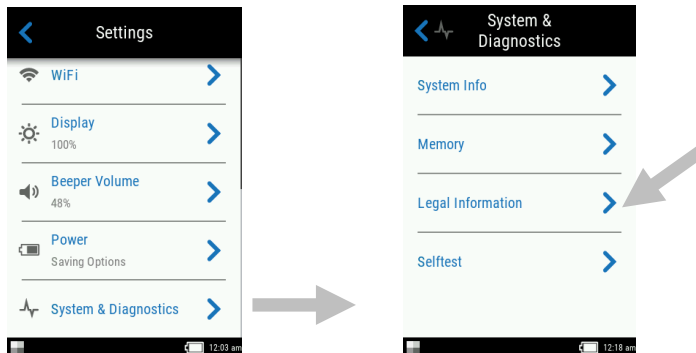 Settings
WiFi
Display
100%
Beeper Volume
48%
Power
Saving Options
System & Diagnostics
12:03 am
System &
Diagnostics
System Info
Memory
Legal Information
Selftest
12:18 am